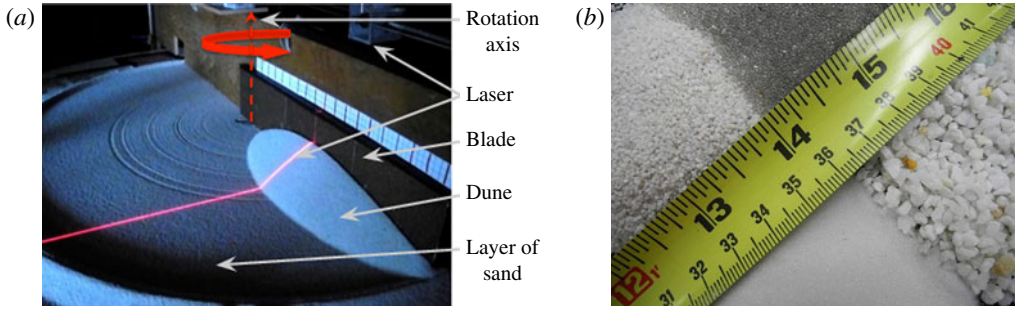 (a)
Rotation
axis
Laser
Blade
Dune
Layer of
sand
(b)
12 1' 13 14 15 16
31 32 33 34 35 36 37 38 39 40 41